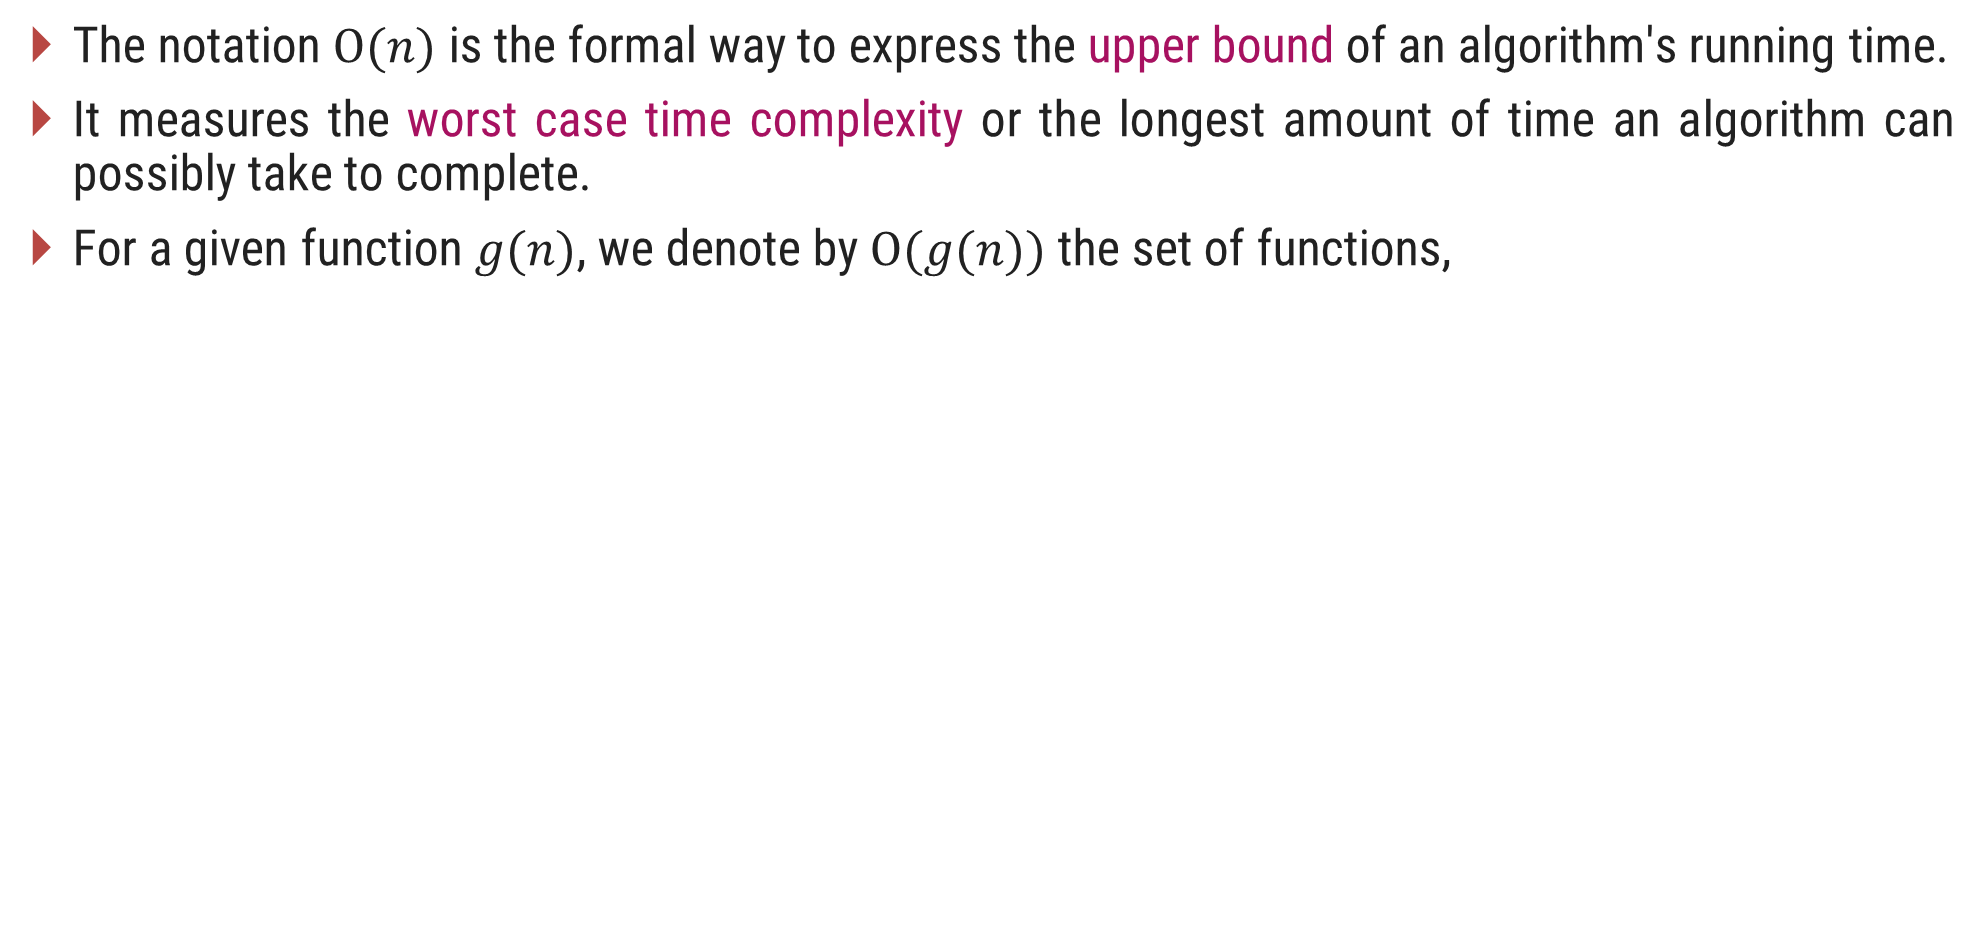 The notation O(n) is the formal way to express the upper bound of an algorithm's running time.
It measures the worst case time complexity or the longest amount of time an algorithm can
possibly take to complete.
For a given function g(n), we denote by O(g(n)) the set of functions,